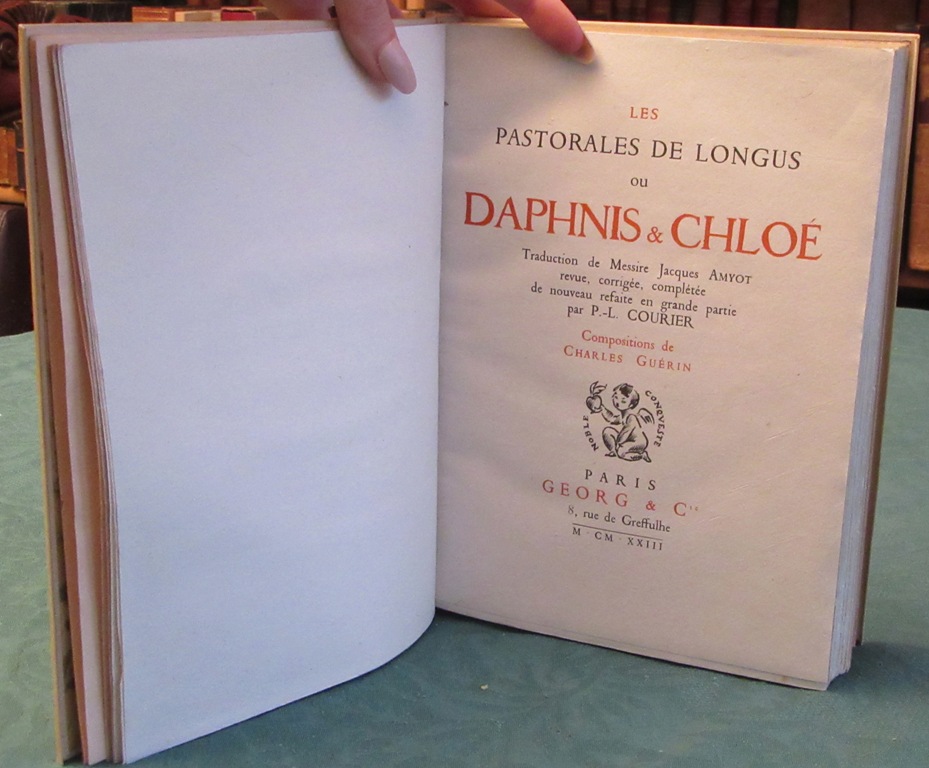 LES
PASTORALES DE LONGUS
ou
DAPHNIS & CHLOÉ
Traduction de Messire Jacques AMYOT
revue, corrigée, complétée
de nouveau refaite en grande partie
par P.-L. COURIER
Compositions de
CHARLES GUÉRIN
NOBLE CONQVESTE
PARIS
GEORG & Cie
8, rue de Greffulhe
M CM XXIII